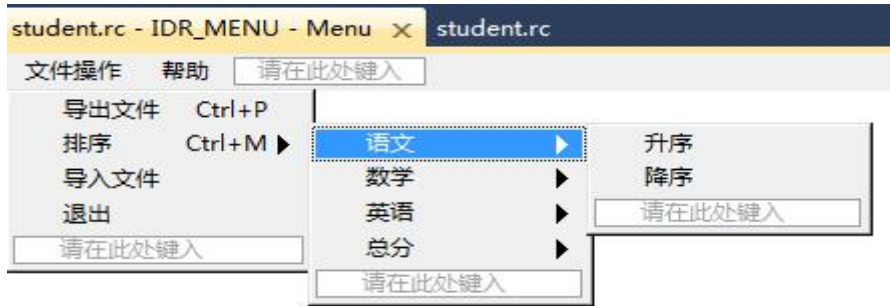 student.rc - IDR_MENU - Menu × student.rc
文件操作 帮助 请在此处键入
导出文件 Ctrl+P
排序 Ctrl+M 语文 升序
数学 降序
导入文件 英语 请在此处键入
退出 总分
请在此处键入 请在此处键入